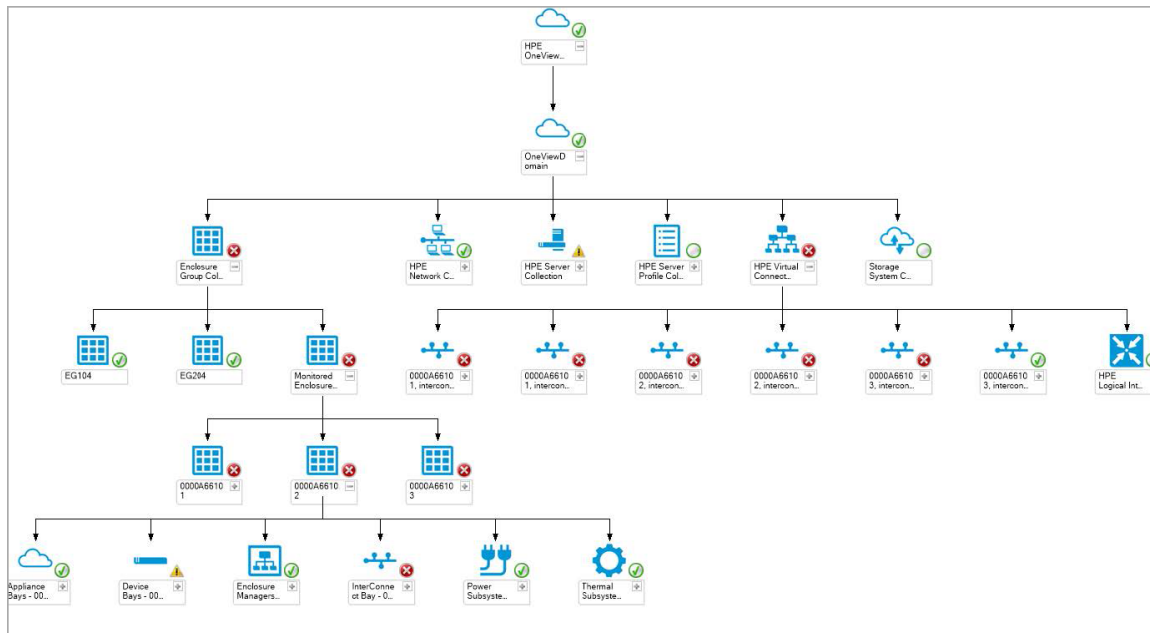 HPE
OneView...
OneViewD
omain
Enclosure
Group Col...
HPE
Network C...
HPE Server
Collection
HPE Server
Profile Col...
HPE Virtual
Connect...
Storage
System C...
EG104
EG204
Monitored
Enclosure...
0000A6610
1, intercon...
0000A6610
1, intercon...
0000A6610
2, intercon...
0000A6610
2, intercon...
0000A6610
3, intercon...
0000A6610
3, intercon...
HPE
Logical Int...
0000A6610
1
0000A6610
2
0000A6610
3
Appliance
Bays - 00...
Device
Bays - 00...
Enclosure
Managers...
InterConne
ct Bay - 0...
Power
Subsyste...
Thermal
Subsyste...